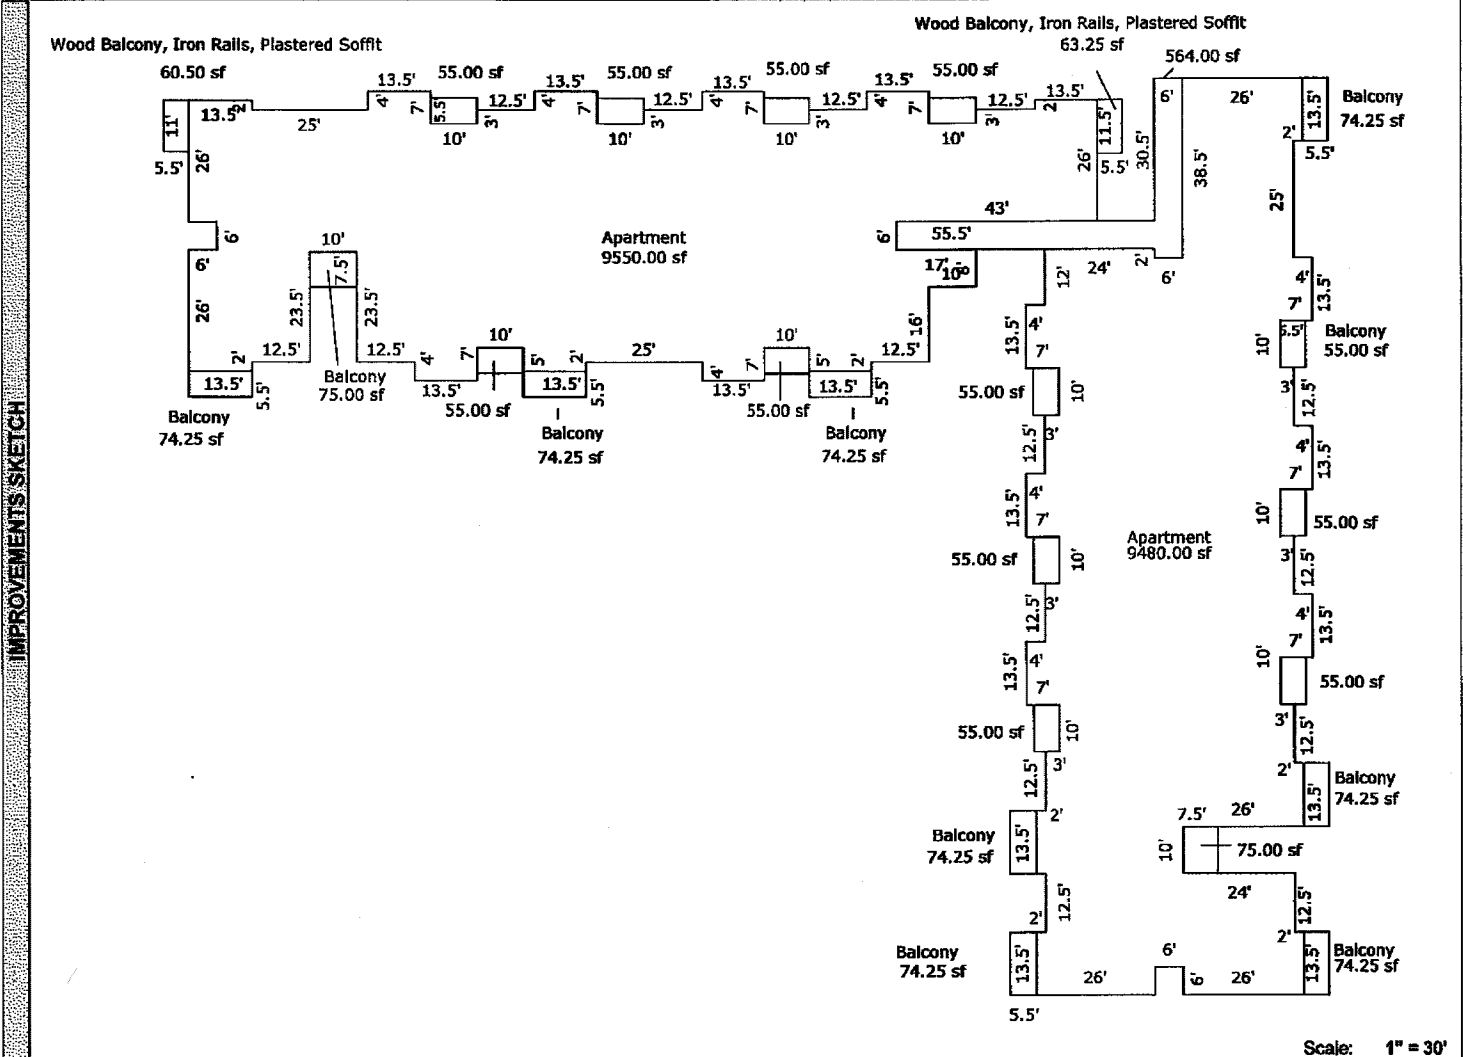 Wood Balcony, Iron Rails, Plastered Soffit
Wood Balcony, Iron Rails, Plastered Soffit
63.25 sf
564.00 sf
60.50 sf
13.5' 55.00 sf 13.5' 55.00 sf 13.5' 55.00 sf 13.5' 55.00 sf 13.5'
6' 26' 13.5' Balcony
74.25 sf
11' 13.5' 2' 25' 4' 7' 5.5' 12.5' 4' 7' 12.5' 4' 7' 12.5' 4' 7' 12.5' 2' 11.5'
10' 3' 10' 3' 10' 3' 10' 3'
2' 5.5'
5.5' 26' 26' 5.5' 30.5' 38.5' 25'
43'
6' 6' 55.5'
Apartment
9550.00 sf
10' 6' 7.5' 17' 10' 12' 24' 2' 6'
4' 13.5' 7'
26' 23.5' 23.5' 16' 13.5' 4' 7'
10' 5.5' Balcony
55.00 sf
2' 12.5' 12.5' 4' 7' 10' 5' 2' 25' 4' 7' 10' 5' 2' 12.5'
13.5' 5.5' Balcony
75.00 sf
13.5' 55.00 sf 13.5' 5.5' 13.5' 55.00 sf 13.5' 5.5'
55.00 sf 10' 3' 12.5'
Balcony
74.25 sf
Balcony
74.25 sf
Balcony
74.25 sf
12.5' 3' 4' 7' 13.5'
13.5' 4' 7' 10' 55.00 sf
Apartment
9480.00 sf
55.00 sf 10' 3' 12.5'
12.5' 3' 4' 7' 13.5'
13.5' 4' 7' 10' 55.00 sf
55.00 sf 10' 3' 12.5'
12.5' 3' 2' Balcony
74.25 sf
2' 7.5' 26' 13.5'
Balcony
74.25 sf
13.5' 10' 75.00 sf
24'
12.5' 12.5'
2' 2'
Balcony
74.25 sf
13.5' 26' 6' 6' 26' 13.5' Balcony
74.25 sf
5.5'
IMPROVEMENTS SKETCH
Scale: 1" = 30'